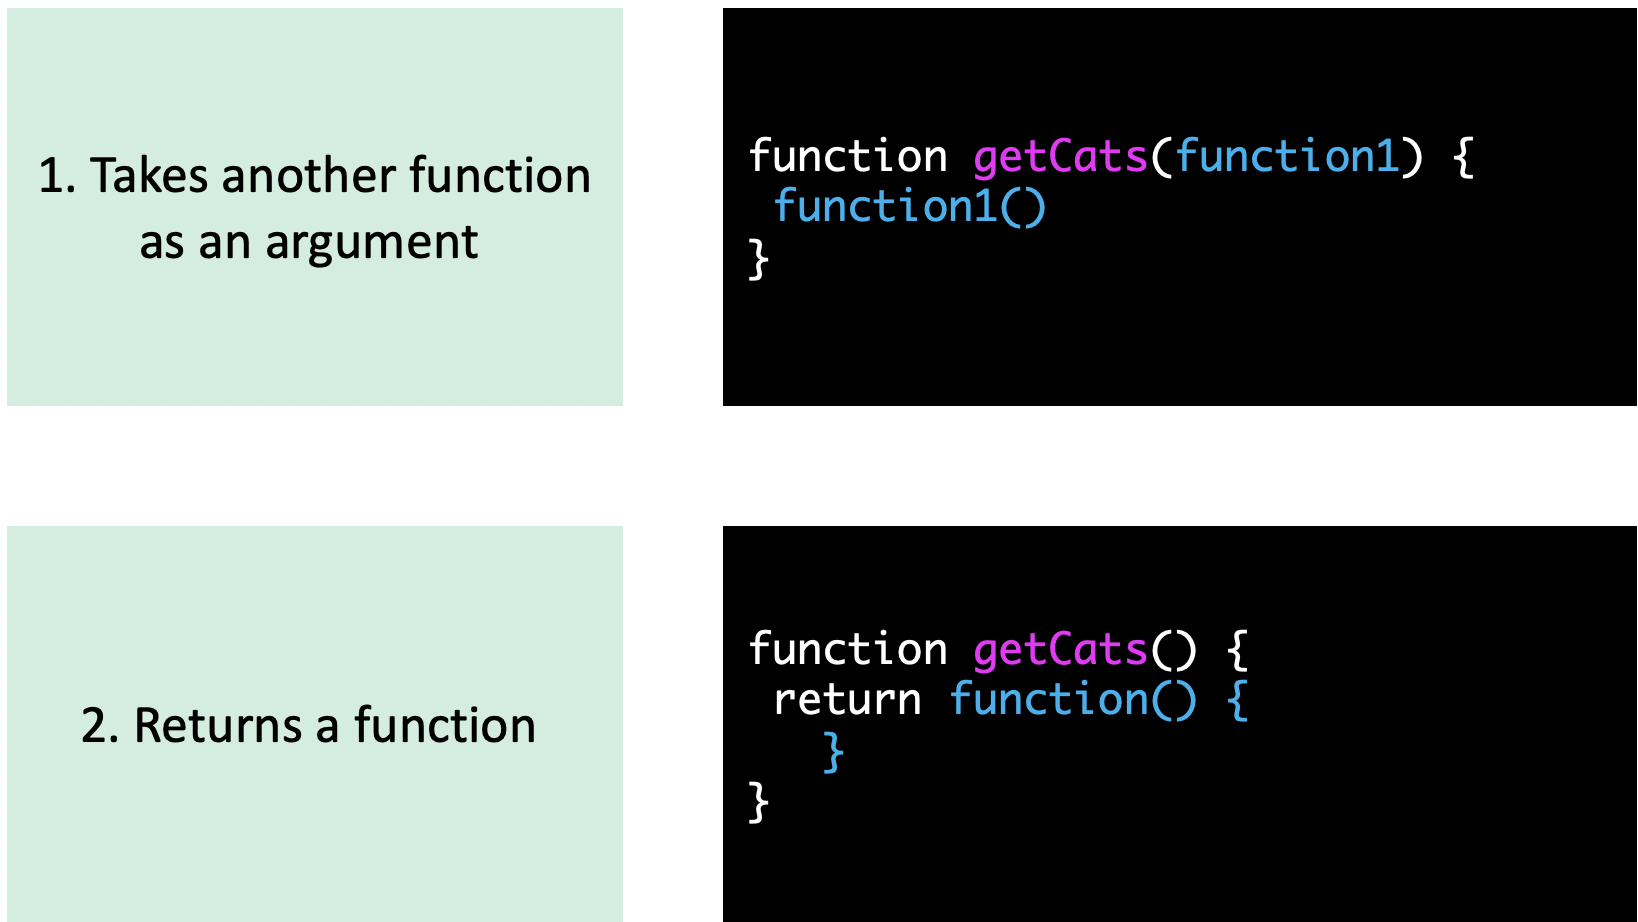 1. Takes another function
as an argument
function getCats(function1) {
function1()
}
2. Returns a function
function getCats() {
return function() {
}
}